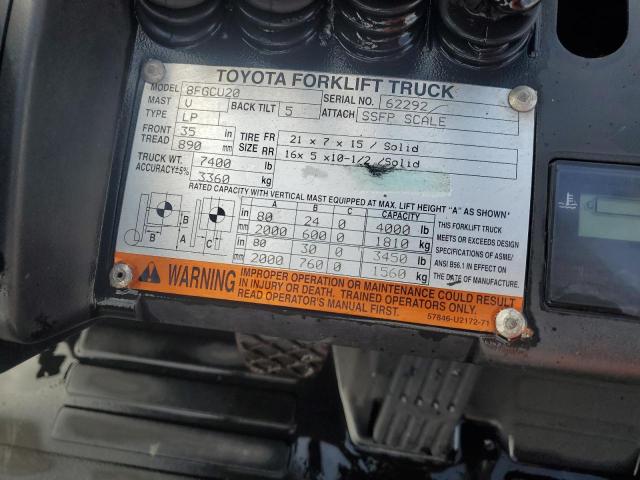 TOYOTA FORKLIFT TRUCK
MODEL 8FGCU20 SERIAL NO. 62292
MAST V BACK TILT 5 ATTACH SSFP SCALE
TYPE LP
FRONT TREAD 35 in 890 mm
TIRE SIZE FR 21 x 7 x 15 / Solid
RR 16x 5 x10-1/2 /Solid
TRUCK WT. ACCURACY±5% 7400 lb
3360 kg
RATED CAPACITY WITH VERTICAL MAST EQUIPPED AT MAX. LIFT HEIGHT "A" AS SHOWN*
A B C CAPACITY
in 80 24 0 4000 lb
mm 2000 600 0 1810 kg
in 80 30 0 3450 lb
mm 2000 760 0 1560 kg
B A C
B
THIS FORKLIFT TRUCK
MEETS OR EXCEEDS DESIGN
SPECIFICATIONS OF ASME/
ANSI B56.1 IN EFFECT ON
THE DATE OF MANUFACTURE.
WARNING
IMPROPER OPERATION OR MAINTENANCE COULD RESULT
IN INJURY OR DEATH. TRAINED OPERATORS ONLY.
READ OPERATOR'S MANUAL FIRST.
57846-U2172-71